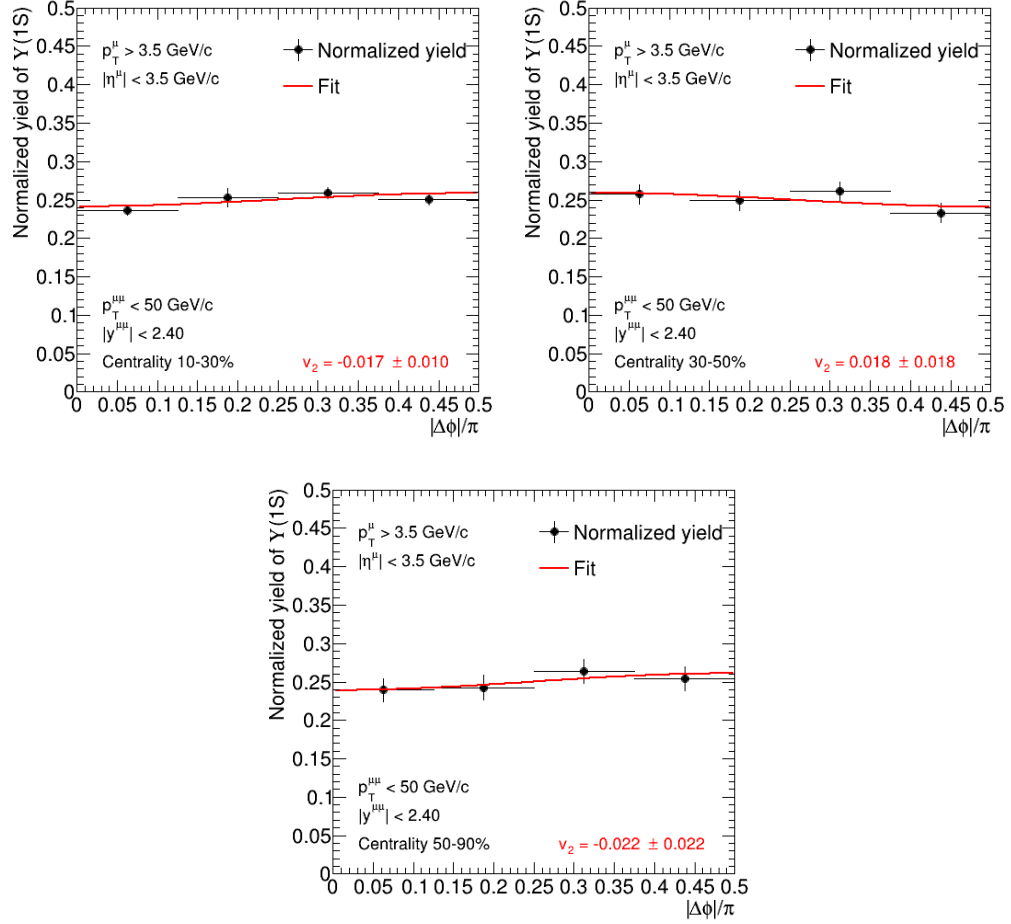 Normalized yield of ϒ(1S)
0.5
0.45
0.4
0.35
0.3
0.25
0.2
0.15
0.1
0.05
0
p_T^μ > 3.5 GeV/c
|η^μ| < 3.5 GeV/c
Normalized yield
Fit
p_T^μμ < 50 GeV/c
|y^μμ| < 2.40
Centrality 10-30%
v_2 = -0.017 ± 0.010
0 0.05 0.1 0.15 0.2 0.25 0.3 0.35 0.4 0.45 0.5
|Δϕ|/π
Normalized yield of ϒ(1S)
0.5
0.45
0.4
0.35
0.3
0.25
0.2
0.15
0.1
0.05
0
p_T^μ > 3.5 GeV/c
|η^μ| < 3.5 GeV/c
Normalized yield
Fit
p_T^μμ < 50 GeV/c
|y^μμ| < 2.40
Centrality 30-50%
v_2 = 0.018 ± 0.018
0 0.05 0.1 0.15 0.2 0.25 0.3 0.35 0.4 0.45 0.5
|Δϕ|/π
Normalized yield of ϒ(1S)
0.5
0.45
0.4
0.35
0.3
0.25
0.2
0.15
0.1
0.05
0
p_T^μ > 3.5 GeV/c
|η^μ| < 3.5 GeV/c
Normalized yield
Fit
p_T^μμ < 50 GeV/c
|y^μμ| < 2.40
Centrality 50-90%
v_2 = -0.022 ± 0.022
0 0.05 0.1 0.15 0.2 0.25 0.3 0.35 0.4 0.45 0.5
|Δϕ|/π